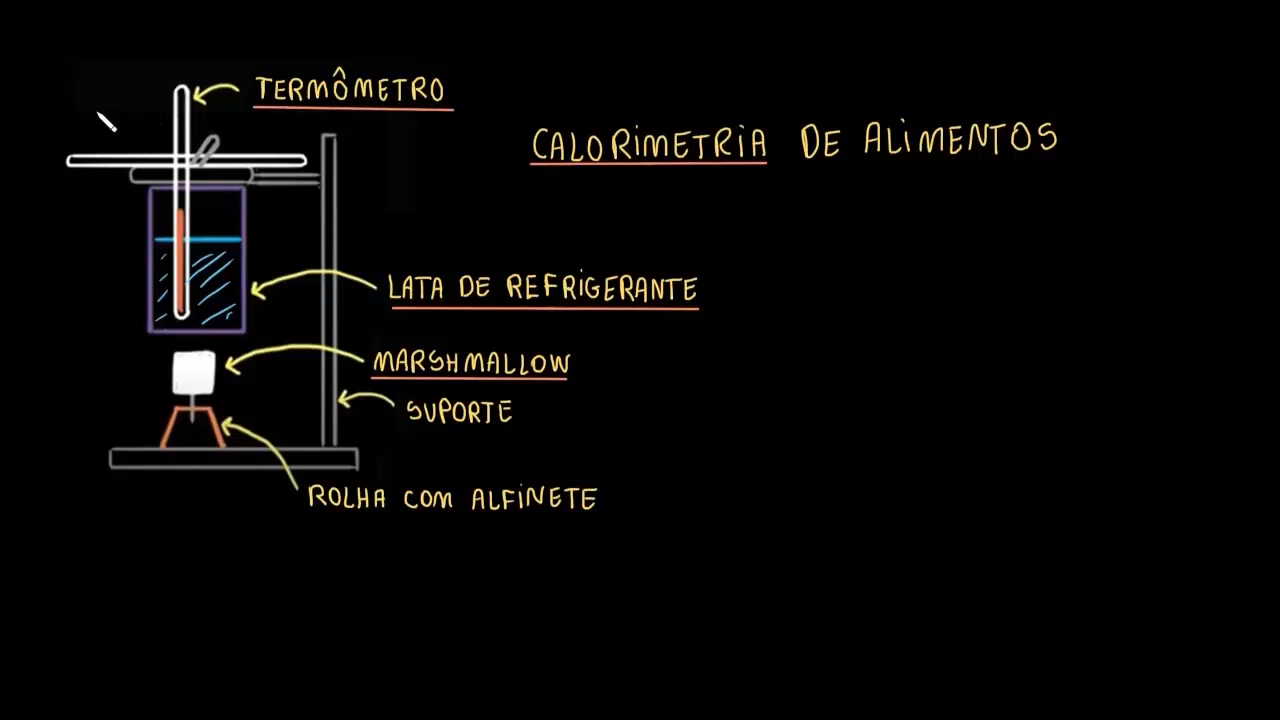 TERMÔMETRO
CALORIMETRIA DE ALIMENTOS
LATA DE REFRIGERANTE
MARSHMALLOW
SUPORTE
ROLHA COM ALFINETE